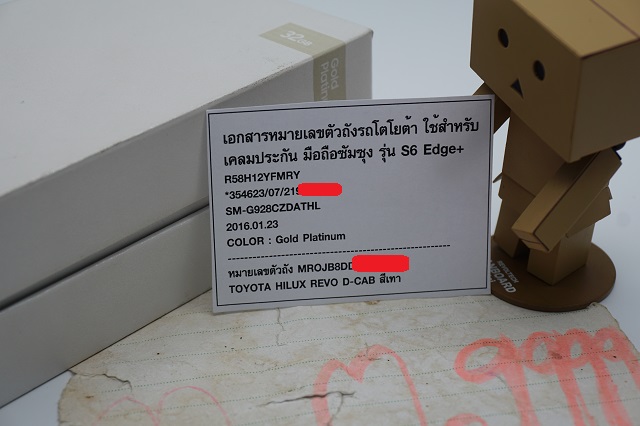 32GB
Gold
เอกสารหมายเลขตัวถังรถโตโยต้า ใช้สำหรับ
เคลมประกัน มือถือซัมซุง รุ่น S6 Edge+
R58H12YFMRY
*354623/07/219
SM-G928CZDATHL
2016.01.23
COLOR : Gold Platinum
หมายเลขตัวถัง MROJB8DD
TOYOTA HILUX REVO D-CAB สีเทา